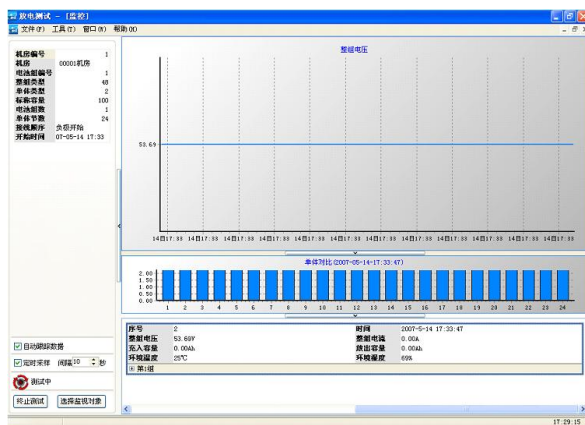 放电测试 - [监控]
文件(F) 工具(T) 窗口(W) 帮助(H)
机房编号 1
机房 00001机房
电池组编号 1
整组类型 48
单体类型 2
标称容量 100
电池组数 1
单体节数 24
接线顺序 负极开始
开始时间 07-05-14 17:33
整组电压
53.69
14日17:33 14日17:33 14日17:33 14日17:33 14日17:33 14日17:33 14日17:33 14日17:33 14日17:33 14日17:33 14日17:33 14日17:33
单体对比(2007-05-14-17:33:47)
2.00
1.50
1.00
0.50
0.00
1 2 3 4 5 6 7 8 9 10 11 12 13 14 15 16 17 18 19 20 21 22 23 24
序号 2 时间 2007-5-14 17:33:47
整组电压 53.69V 整组电流 0.00A
充入容量 0.00Ah 放出容量 0.00Ah
环境温度 25℃ 环境湿度 69%
第1组
自动跟踪数据
定时采样 间隔 10 秒
测试中
终止测试 选择监视对象
17:29:15